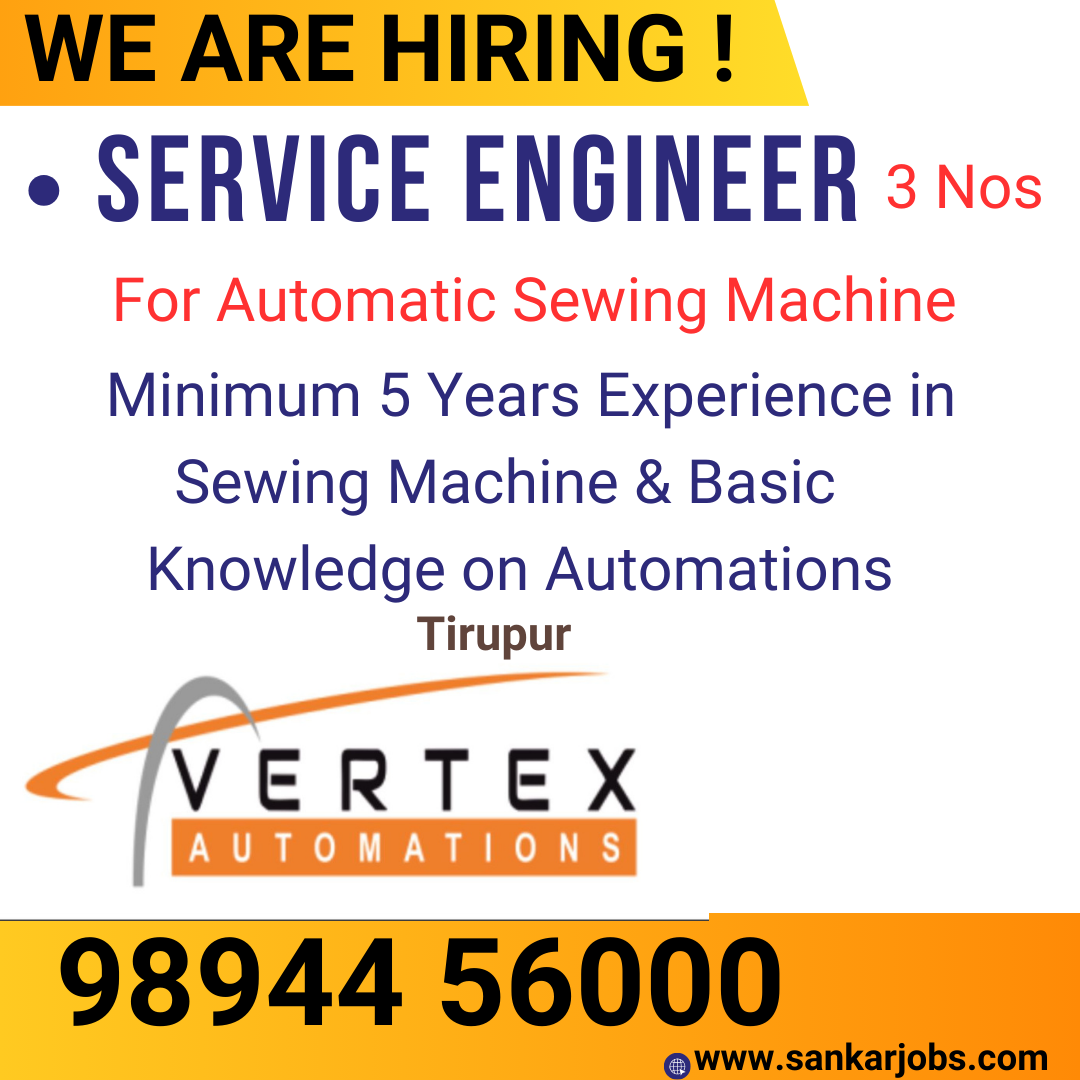 WE ARE HIRING !
• SERVICE ENGINEER 3 Nos
For Automatic Sewing Machine
Minimum 5 Years Experience in
Sewing Machine & Basic
Knowledge on Automations
Tirupur
VERTEX
AUTOMATIONS
98944 56000
www.sankarjobs.com